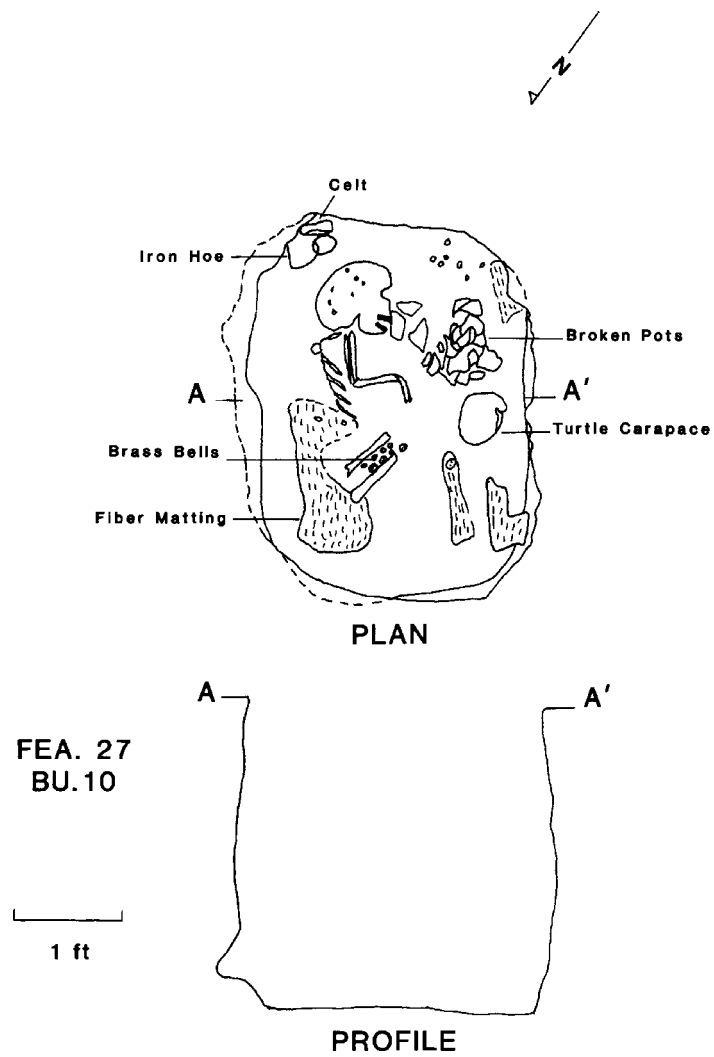 N
Celt
Iron Hoe
Broken Pots
A
A'
Turtle Carapace
Brass Bells
Fiber Matting
PLAN
A
A'
FEA. 27
BU.10
1 ft
PROFILE